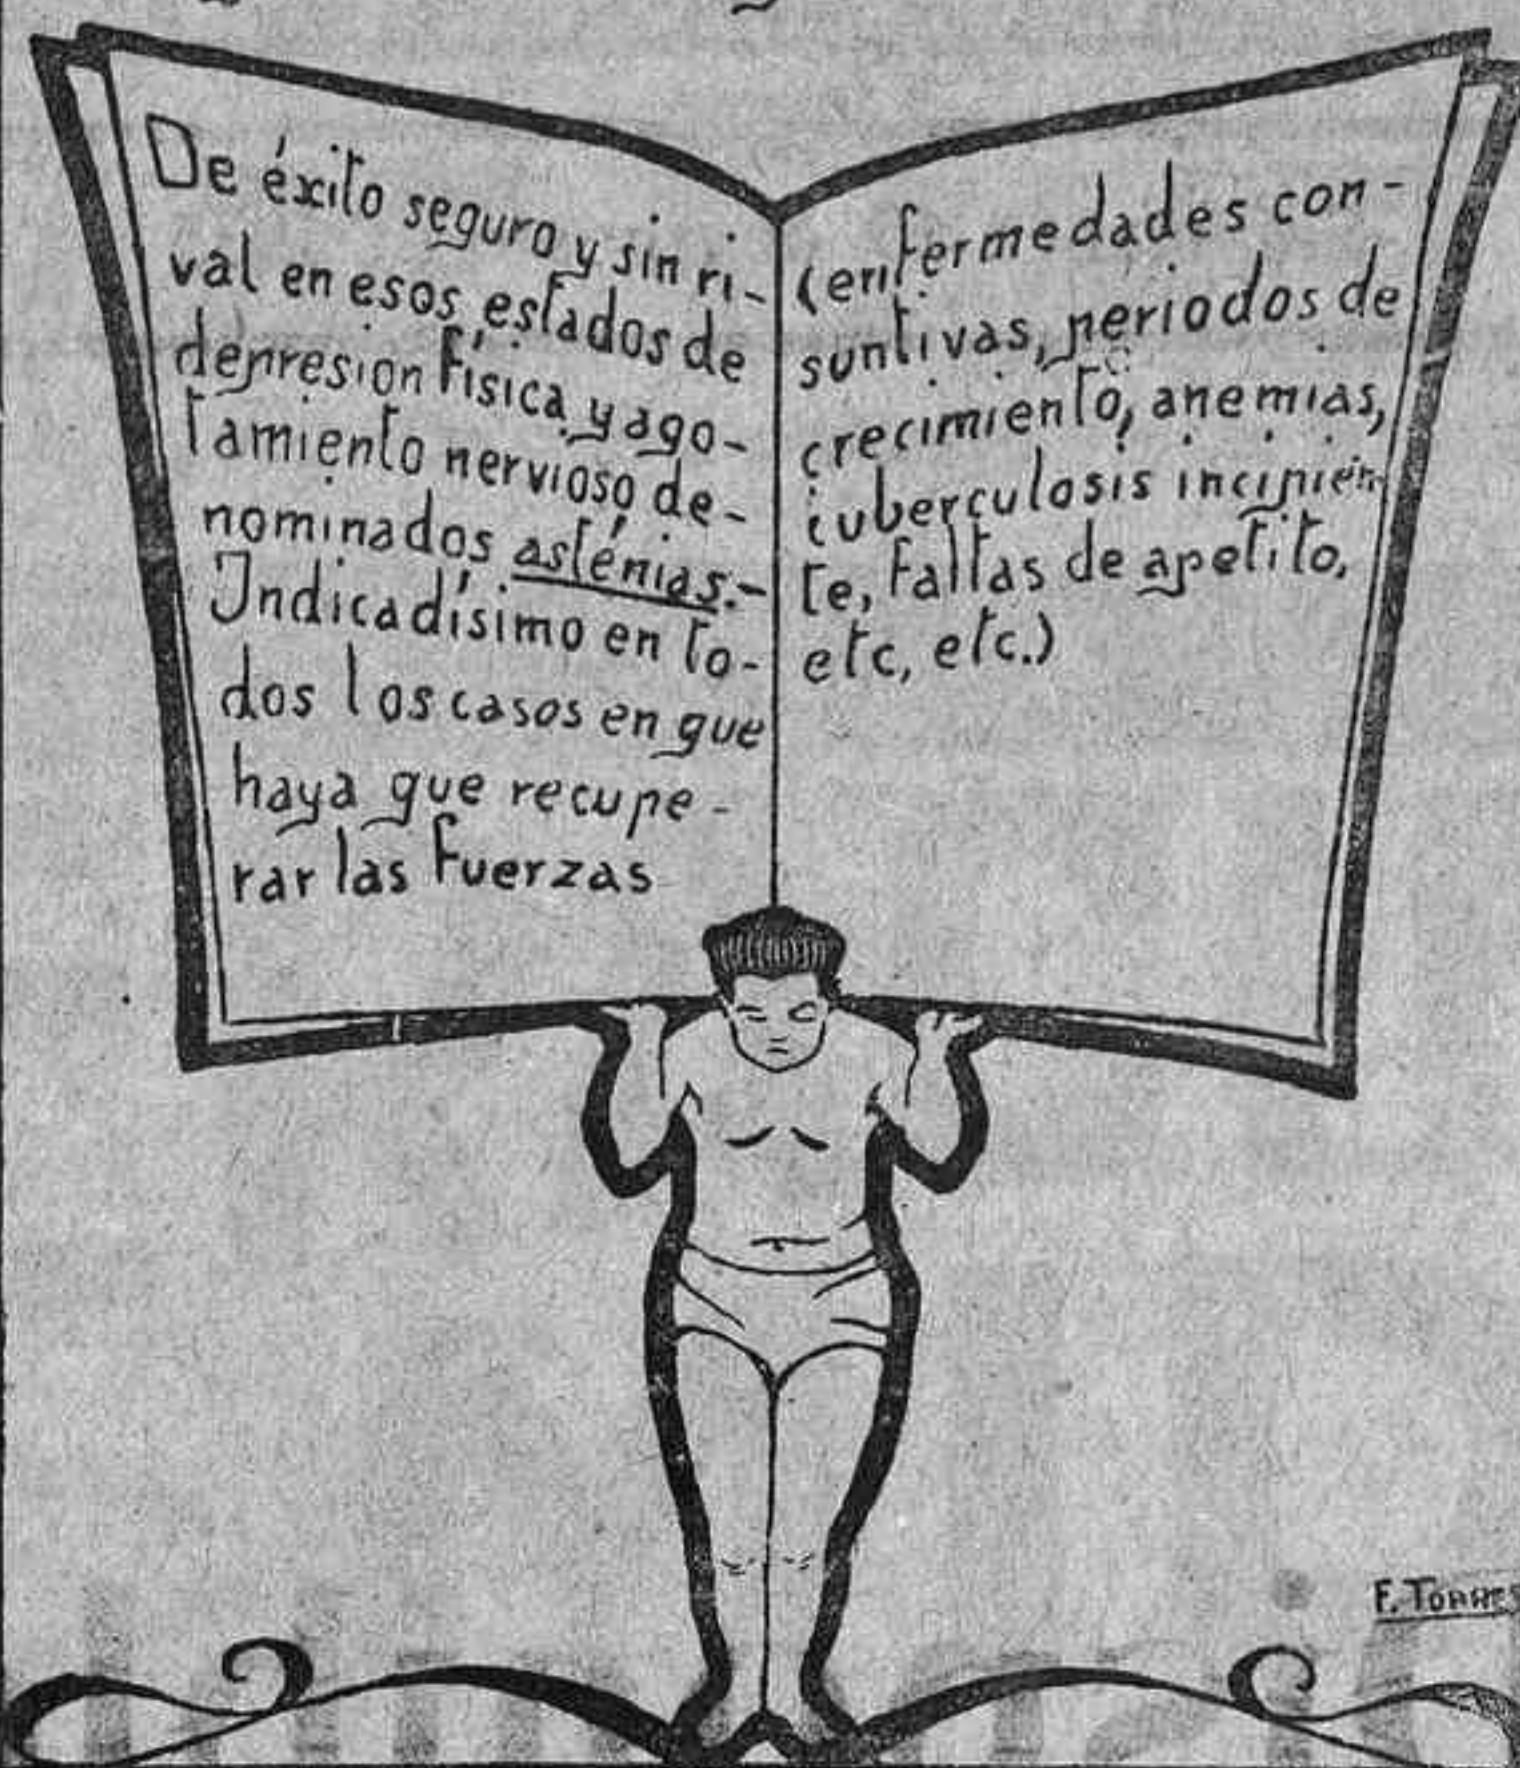 De éxito seguro y sin ri-
val en esos estados de
depresion física y ago-
tamiento nervioso de-
nominados asténias.-
Indicadísimo en to-
dos los casos en que
haya que recupe-
rar las fuerzas
(enfermedades con-
suntivas, periodos de
crecimiento, anemias,
tuberculosis incipien
te, faltas de apetito,
etc, etc.)
F. TORRES